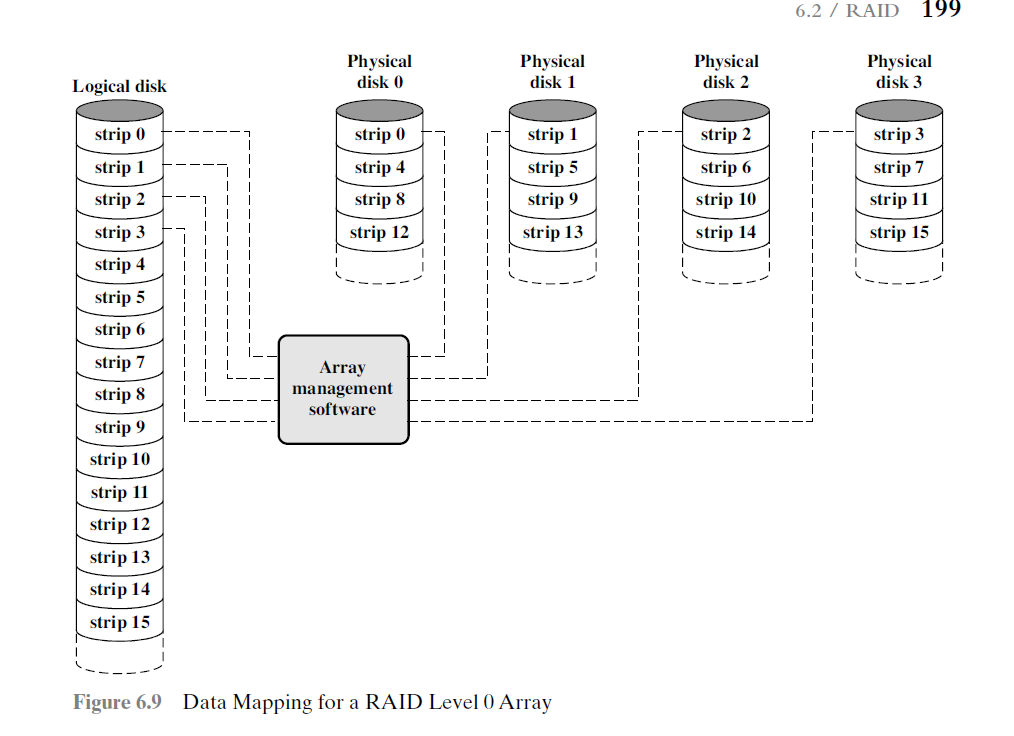 6.2 / RAID 199
Logical disk
strip 0
strip 1
strip 2
strip 3
strip 4
strip 5
strip 6
strip 7
strip 8
strip 9
strip 10
strip 11
strip 12
strip 13
strip 14
strip 15
Physical
disk 0
strip 0
strip 4
strip 8
strip 12
Physical
disk 1
strip 1
strip 5
strip 9
strip 13
Physical
disk 2
strip 2
strip 6
strip 10
strip 14
Physical
disk 3
strip 3
strip 7
strip 11
strip 15
Array
management
software
Figure 6.9 Data Mapping for a RAID Level 0 Array